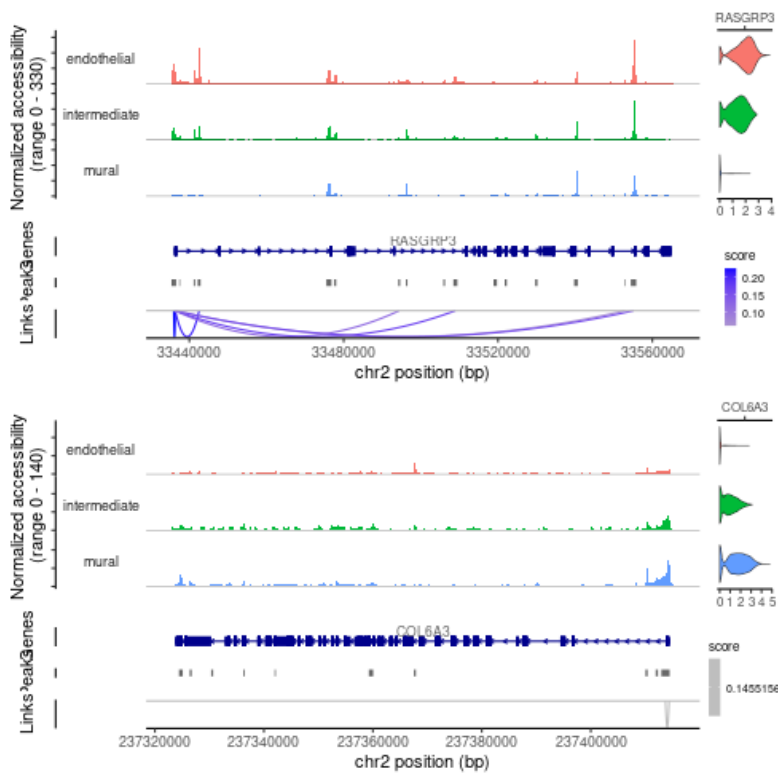 RASGRP3
Normalized accessibility
(range 0 - 330)
endothelial
intermediate
mural
0 1 2 3 4
Genes
RASGRP3
Peaks
Links
score
0.20
0.15
0.10
33440000 33480000 33520000 33560000
chr2 position (bp)
COL6A3
Normalized accessibility
(range 0 - 140)
endothelial
intermediate
mural
0 1 2 3 4 5
Genes
COL6A3
Peaks
Links
score
0.1455156
237320000 237340000 237360000 237380000 237400000
chr2 position (bp)